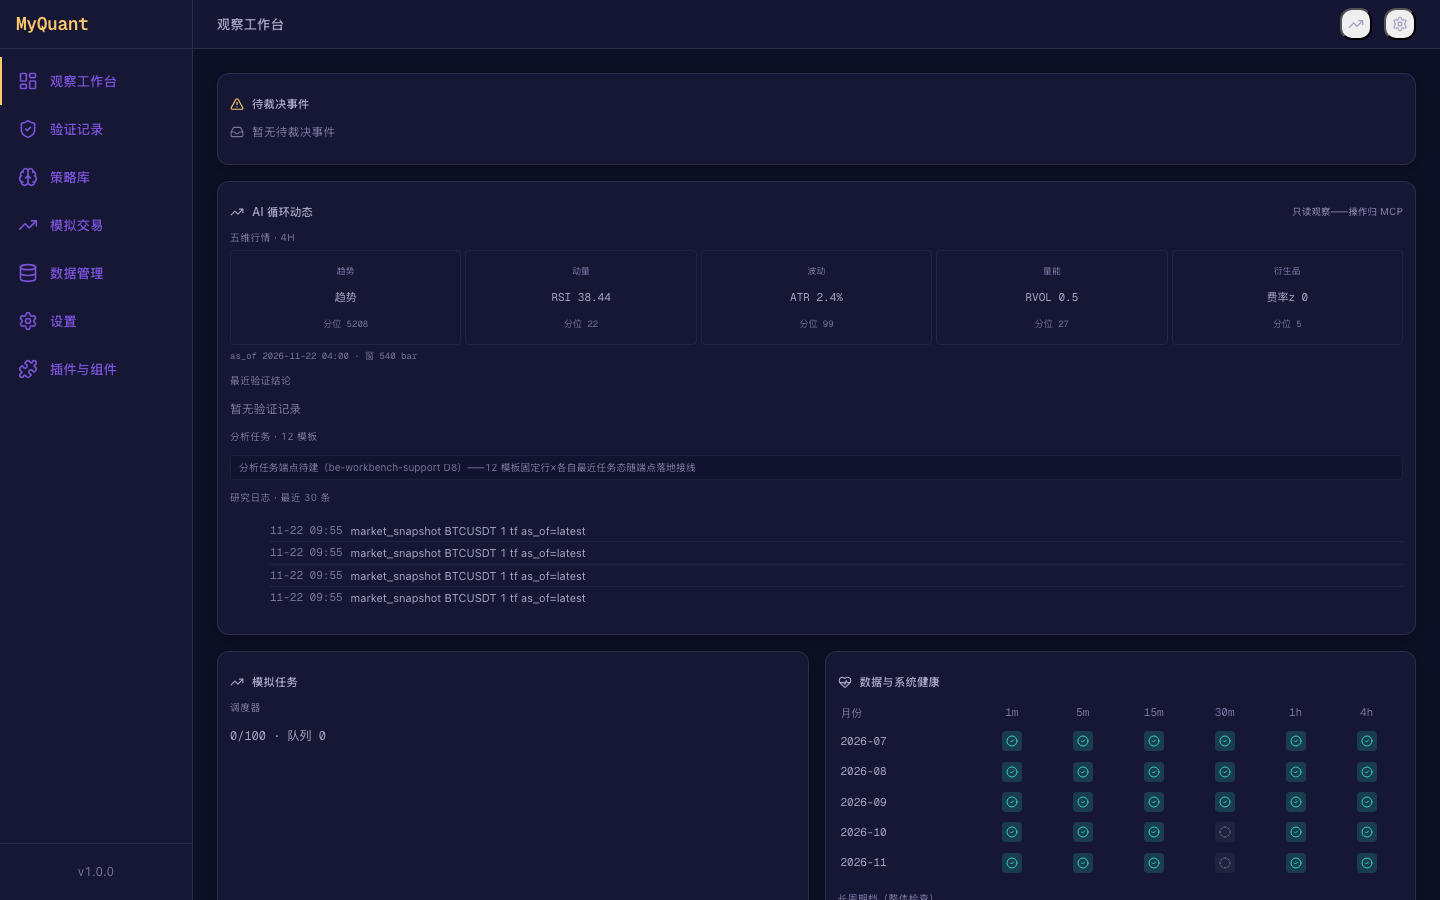 MyQuant
观察工作台
观察工作台
验证记录
策略库
模拟交易
数据管理
设置
插件与组件
v1.0.0
待裁决事件
暂无待裁决事件
AI 循环动态
只读观察——操作归 MCP
五维行情 · 4H
趋势 动量 波动 量能 衍生品
趋势 RSI 38.44 ATR 2.4% RVOL 0.5 费率z 0
分位 5208 分位 22 分位 99 分位 27 分位 5
as_of 2026-11-22 04:00 · 窗 540 bar
最近验证结论
暂无验证记录
分析任务 · 12 模板
分析任务端点待建（be-workbench-support D8）——12 模板固定行×各自最近任务态随端点落地接线
研究日志 · 最近 30 条
11-22 09:55 market_snapshot BTCUSDT 1 tf as_of=latest
11-22 09:55 market_snapshot BTCUSDT 1 tf as_of=latest
11-22 09:55 market_snapshot BTCUSDT 1 tf as_of=latest
11-22 09:55 market_snapshot BTCUSDT 1 tf as_of=latest
模拟任务
调度器
0/100 · 队列 0
数据与系统健康
月份 1m 5m 15m 30m 1h 4h
2026-07
2026-08
2026-09
2026-10
2026-11
长周期档（整体检查）